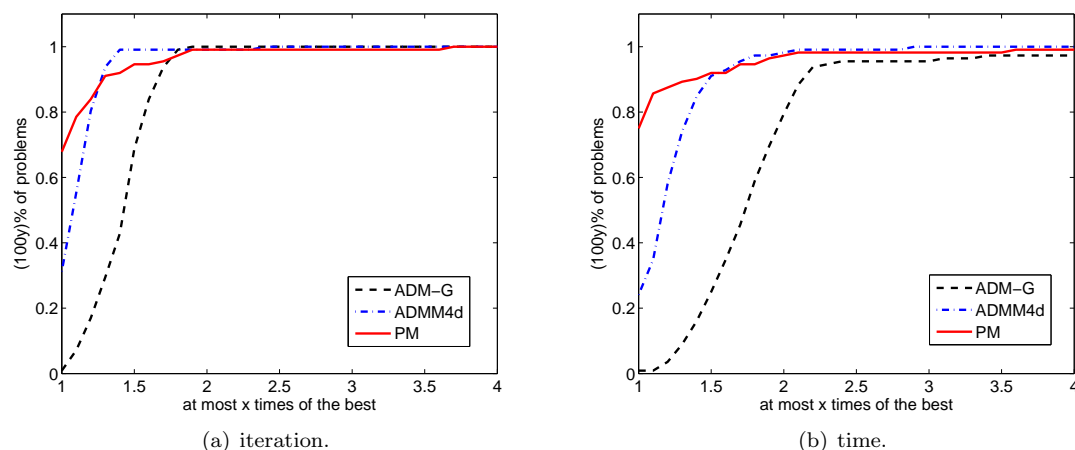 1
0.8
0.6
0.4
0.2
0
(100y)% of problems
ADM−G
ADMM4d
PM
1 1.5 2 2.5 3 3.5 4
at most x times of the best
(a) iteration.
1
0.8
0.6
0.4
0.2
0
(100y)% of problems
ADM−G
ADMM4d
PM
1 1.5 2 2.5 3 3.5 4
at most x times of the best
(b) time.